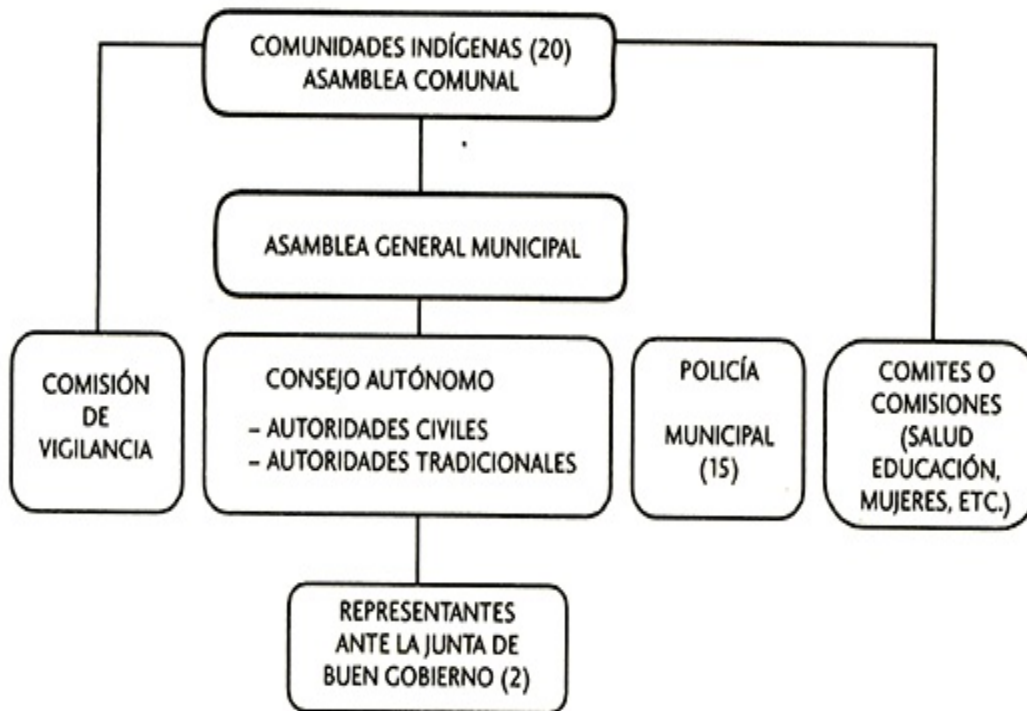 COMUNIDADES INDÍGENAS (20)
ASAMBLEA COMUNAL
ASAMBLEA GENERAL MUNICIPAL
COMISIÓN
DE
VIGILANCIA
CONSEJO AUTÓNOMO
– AUTORIDADES CIVILES
– AUTORIDADES TRADICIONALES
POLICÍA
MUNICIPAL
(15)
COMITES O
COMISIONES
(SALUD
EDUCACIÓN,
MUJERES, ETC.)
REPRESENTANTES
ANTE LA JUNTA DE
BUEN GOBIERNO (2)